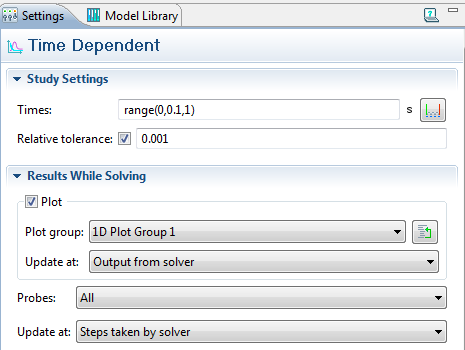 Settings Model Library
Time Dependent
Study Settings
Times: range(0,0.1,1) s
Relative tolerance: 0.001
Results While Solving
Plot
Plot group: 1D Plot Group 1
Update at: Output from solver
Probes: All
Update at: Steps taken by solver